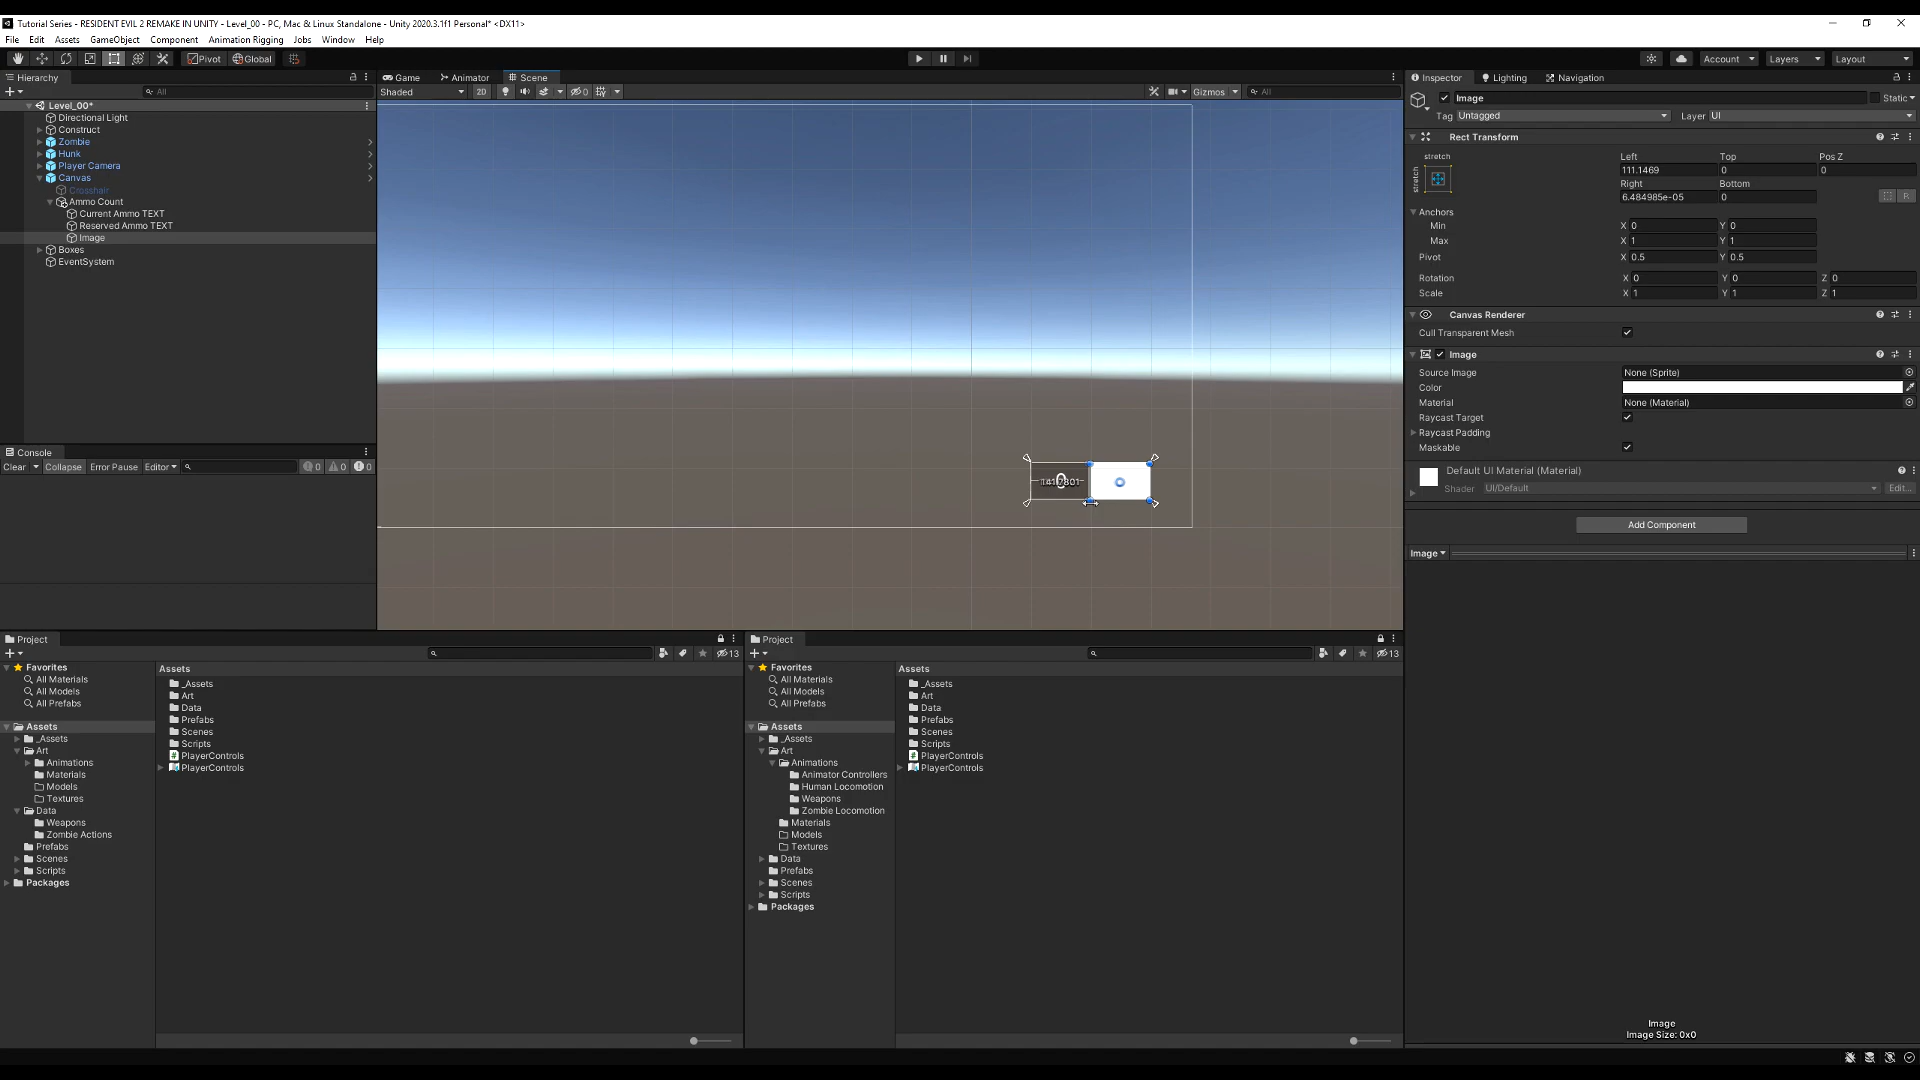 Tutorial Series - RESIDENT EVIL 2 REMAKE IN UNITY - Level_00 - PC, Mac & Linux Standalone - Unity 2020.3.1f1 Personal* <DX11>
File Edit Assets GameObject Component Animation Rigging Jobs Window Help
Pivot Global Account Layers Layout
Hierarchy
All
Level_00*
Directional Light
Construct
Zombie
Hunk
Player Camera
Canvas
Crosshair
Ammo Count
Current Ammo TEXT
Reserved Ammo TEXT
Image
Boxes
EventSystem
Console
Clear Collapse Error Pause Editor 0 0 0
Game Animator Scene
Shaded 2D 0 Gizmos All
Inspector Lighting Navigation
Image Static
Tag Untagged Layer UI
Rect Transform
stretch
stretch
Left Top Pos Z
111.1469 0 0
Right Bottom
6.484985e-05 0 R
Anchors
Min X 0 Y 0
Max X 1 Y 1
Pivot X 0.5 Y 0.5
Rotation X 0 Y 0 Z 0
Scale X 1 Y 1 Z 1
Canvas Renderer
Cull Transparent Mesh
Image
Source Image None (Sprite)
Color
Material None (Material)
Raycast Target
Raycast Padding
Maskable
Default UI Material (Material)
Shader UI/Default Edit...
Add Component
Image
Image
Image Size: 0x0
Project
13
Favorites
All Materials
All Models
All Prefabs
Assets
_Assets
Art
Animations
Materials
Models
Textures
Data
Weapons
Zombie Actions
Prefabs
Scenes
Scripts
Packages
Assets
_Assets
Art
Data
Prefabs
Scenes
Scripts
PlayerControls
PlayerControls
Project
13
Favorites
All Materials
All Models
All Prefabs
Assets
_Assets
Art
Animations
Animator Controllers
Human Locomotion
Weapons
Zombie Locomotion
Materials
Models
Textures
Data
Prefabs
Scenes
Scripts
Packages
Assets
_Assets
Art
Data
Prefabs
Scenes
Scripts
PlayerControls
PlayerControls